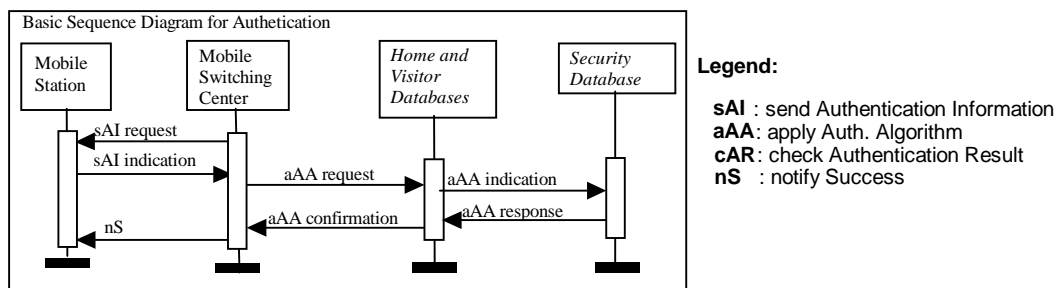 Basic Sequence Diagram for Authetication
Mobile
Station
Mobile
Switching
Center
Home and
Visitor
Databases
Security
Database
sAI request
sAI indication
aAA request
aAA indication
aAA response
aAA confirmation
nS
Legend:
sAI : send Authentication Information
aAA: apply Auth. Algorithm
cAR: check Authentication Result
nS : notify Success